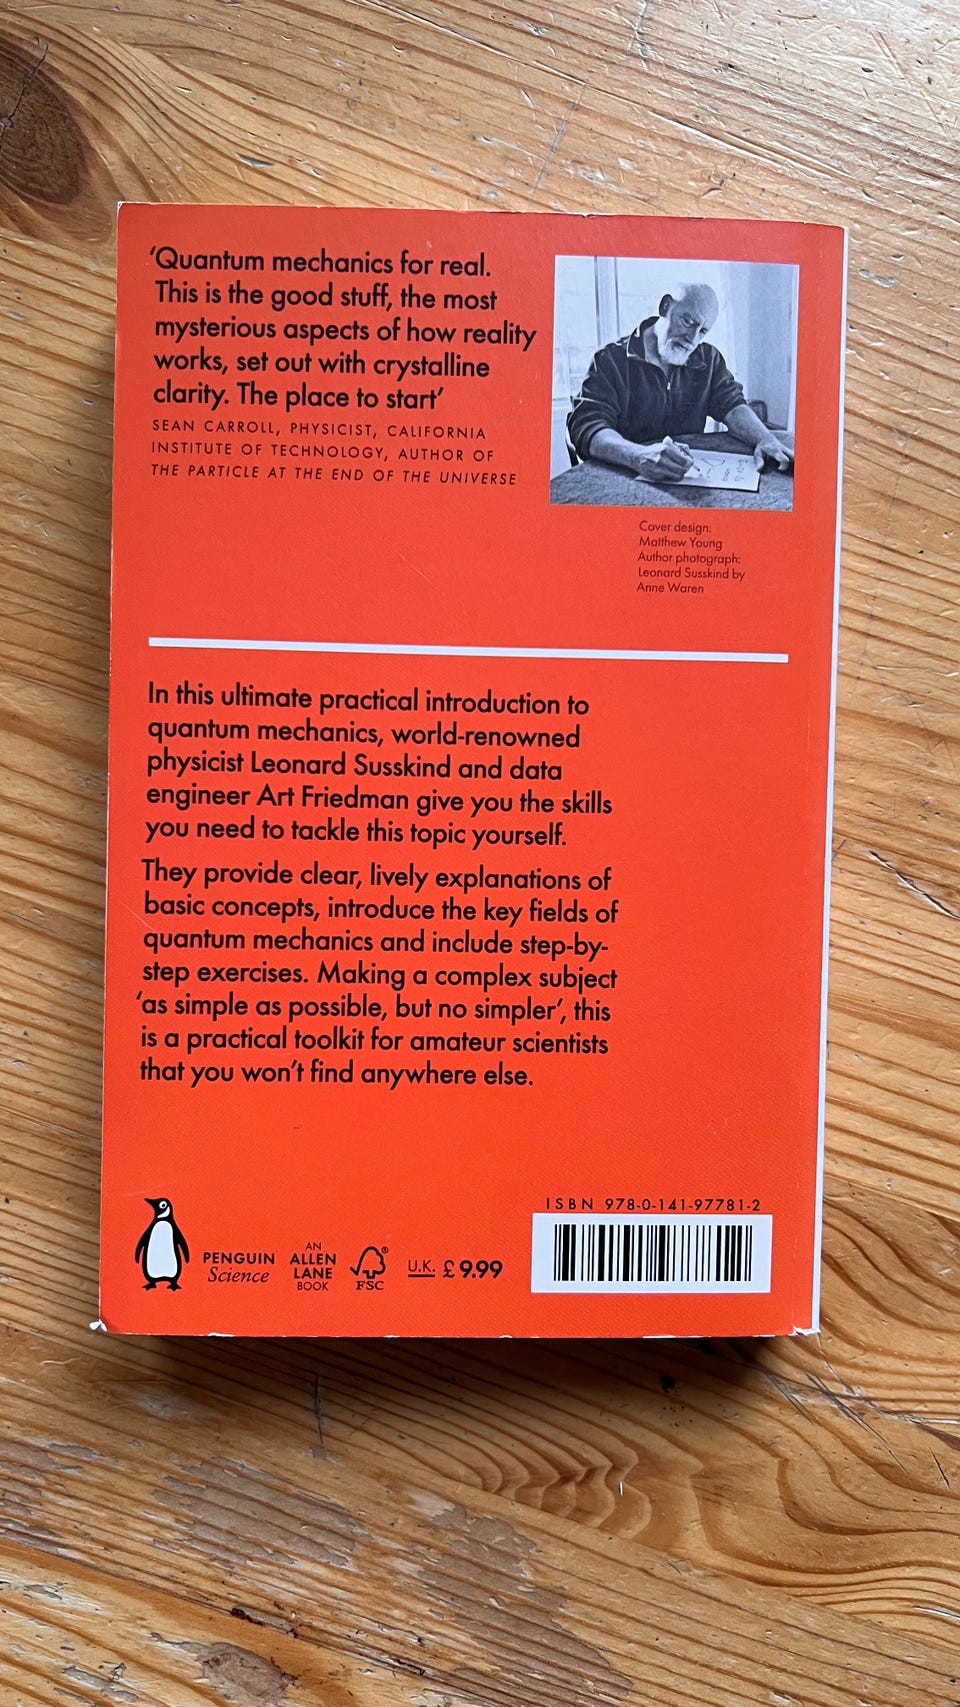 ‘Quantum mechanics for real.
This is the good stuff, the most
mysterious aspects of how reality
works, set out with crystalline
clarity. The place to start’
SEAN CARROLL, PHYSICIST, CALIFORNIA
INSTITUTE OF TECHNOLOGY, AUTHOR OF
THE PARTICLE AT THE END OF THE UNIVERSE
Cover design:
Matthew Young
Author photograph:
Leonard Susskind by
Anne Waren
In this ultimate practical introduction to
quantum mechanics, world-renowned
physicist Leonard Susskind and data
engineer Art Friedman give you the skills
you need to tackle this topic yourself.
They provide clear, lively explanations of
basic concepts, introduce the key fields of
quantum mechanics and include step-by-
step exercises. Making a complex subject
‘as simple as possible, but no simpler’, this
is a practical toolkit for amateur scientists
that you won’t find anywhere else.
PENGUIN
Science
AN
ALLEN
LANE
BOOK
FSC
U.K. £9.99
ISBN 978-0-141-97781-2